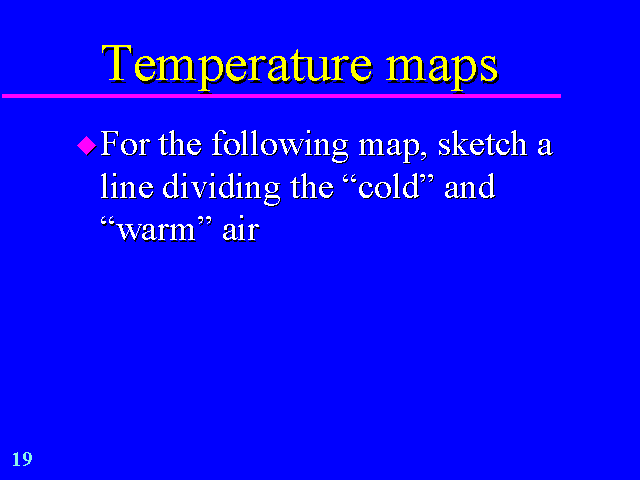 Temperature maps
For the following map, sketch a
line dividing the “cold” and
“warm” air
19